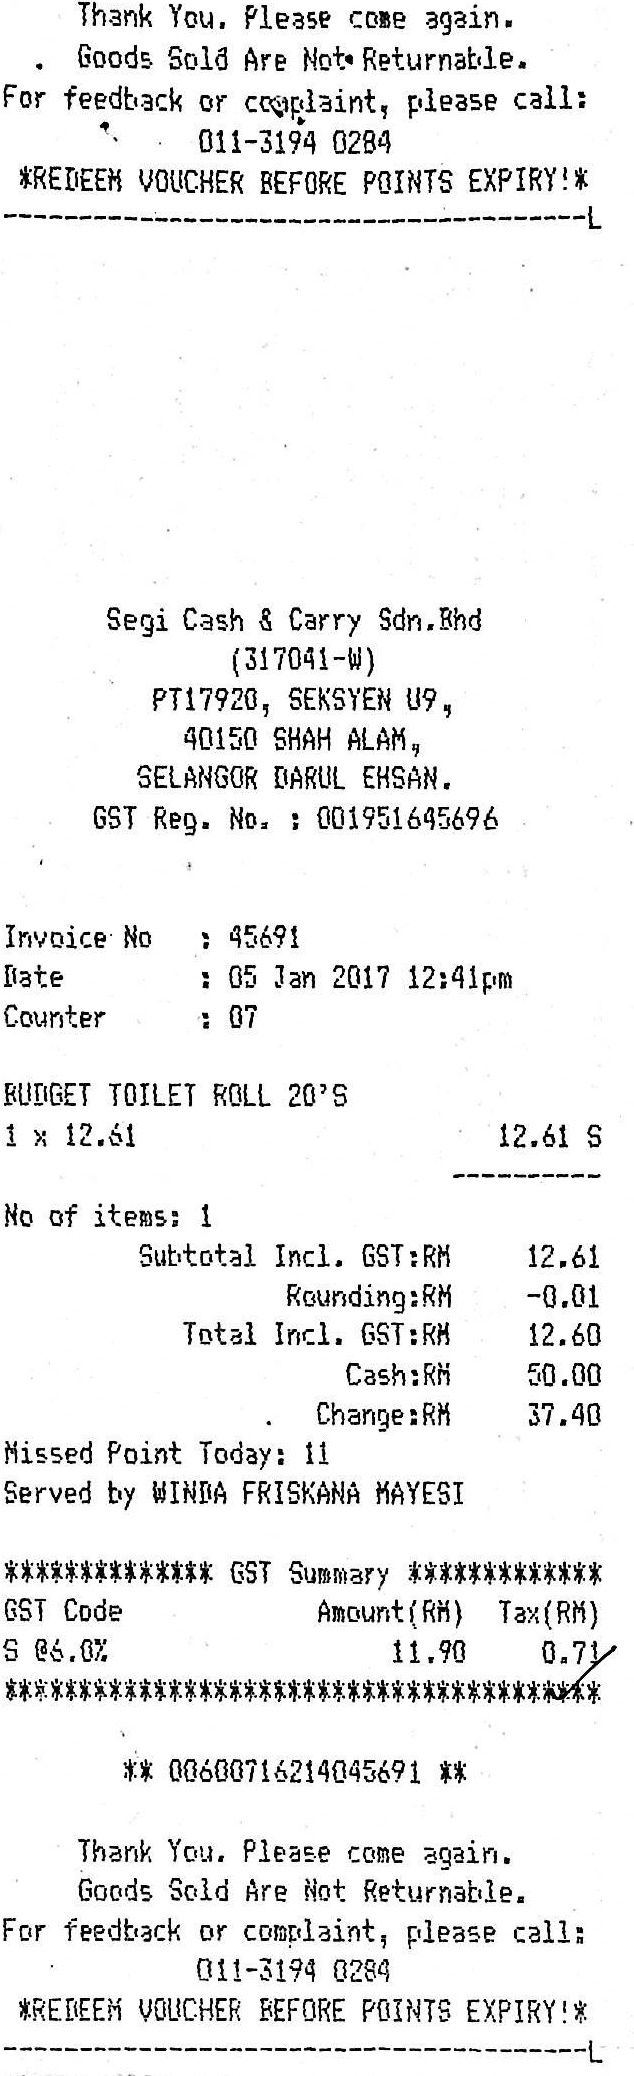 Thank You. Please come again.
Goods Sold Are Not Returnable.
For feedback or complaint, please call:
011-3194 0284
*REDEEM VOUCHER BEFORE POINTS EXPIRY!*
---------------------------------------L
Segi Cash & Carry Sdn.Bhd
(317041-W)
PT17920, SEKSYEN U9,
40150 SHAH ALAM,
SELANGOR DARUL EHSAN.
GST Reg. No. : 001951645696
Invoice No : 45691
Date : 05 Jan 2017 12:41pm
Counter : 07
BUDGET TOILET ROLL 20'S
1 x 12.61 12.61 S
----------
No of items: 1
Subtotal Incl. GST:RM 12.61
Rounding:RM -0.01
Total Incl. GST:RM 12.60
Cash:RM 50.00
Change:RM 37.40
Missed Point Today: 11
Served by WINDA FRISKANA MAYESI
************** GST Summary *************
GST Code Amount(RM) Tax(RM)
S @6.0% 11.90 0.71
****************************************
** 00600716214045691 **
Thank You. Please come again.
Goods Sold Are Not Returnable.
For feedback or complaint, please call:
011-3194 0284
*REDEEM VOUCHER BEFORE POINTS EXPIRY!*
---------------------------------------L